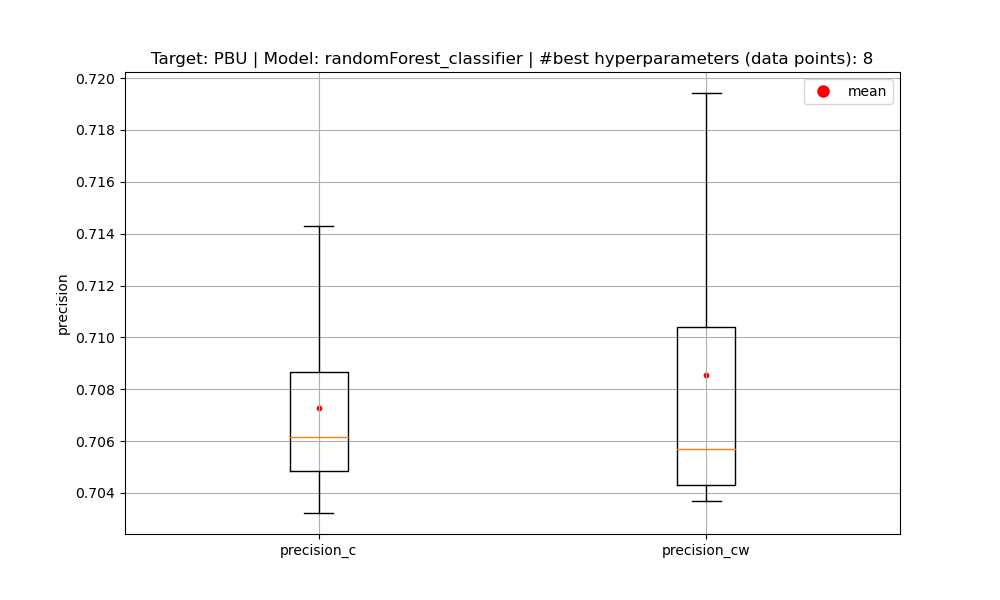 Target: PBU | Model: randomForest_classifier | #best hyperparameters (data points): 8
mean
0.720
0.718
0.716
0.714
0.712
0.710
0.708
0.706
0.704
precision
precision_c
precision_cw